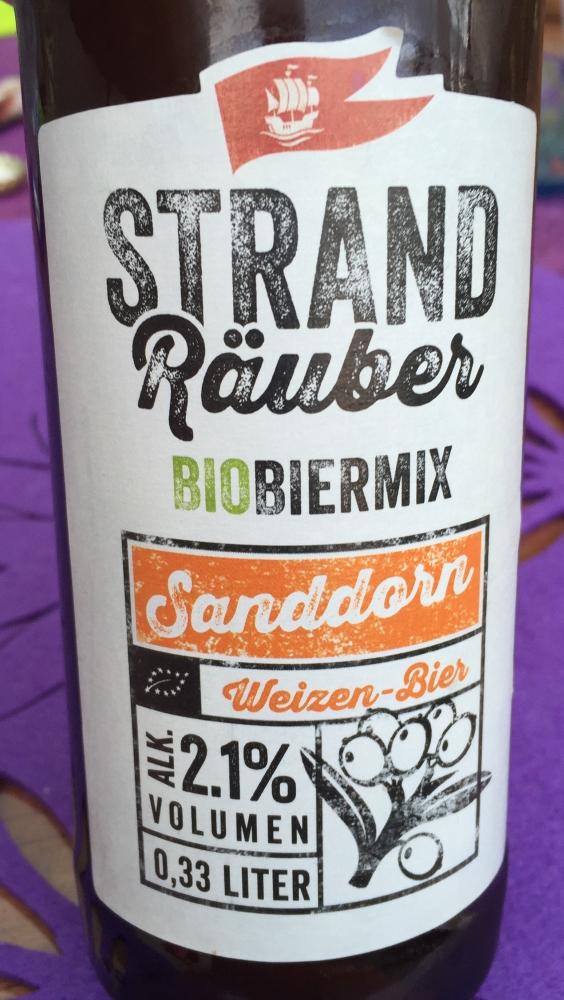 STRAND
Räuber
BIOBIERMIX
Sanddorn
Weizen-Bier
ALK. 2.1%
VOLUMEN
0,33 LITER